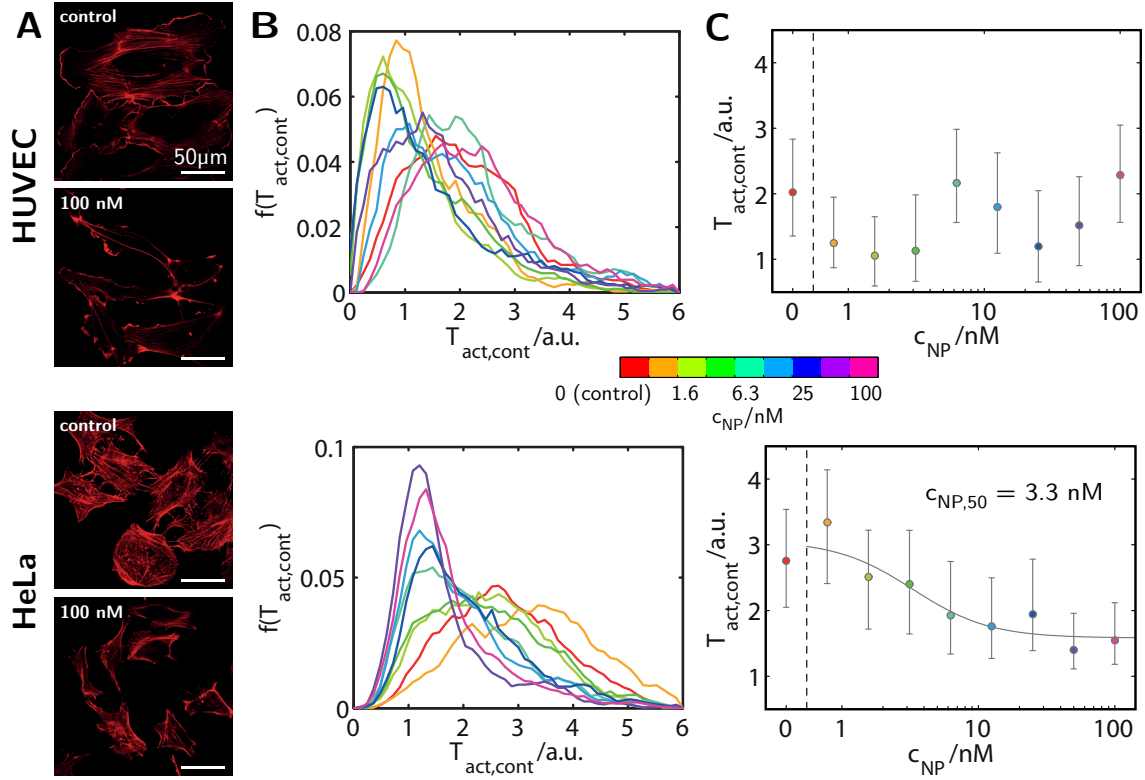 A
B
C
HUVEC
control
50μm
100 nM
0.08
0.06
0.04
0.02
0
f(T_act,cont)
0 1 2 3 4 5 6
T_act,cont /a.u.
4
3
2
1
T_act,cont /a.u.
0 1 10 100
c_NP /nM
0 (control) 1.6 6.3 25 100
c_NP/nM
HeLa
control
100 nM
0.1
0.05
0
f(T_act,cont)
0 1 2 3 4 5 6
T_act,cont /a.u.
4
3
2
1
T_act,cont /a.u.
c_NP,50 = 3.3 nM
0 1 10 100
c_NP /nM